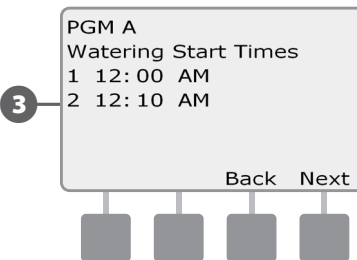 PGM A
Watering Start Times
1 12:00 AM
2 12:10 AM
3
Back Next